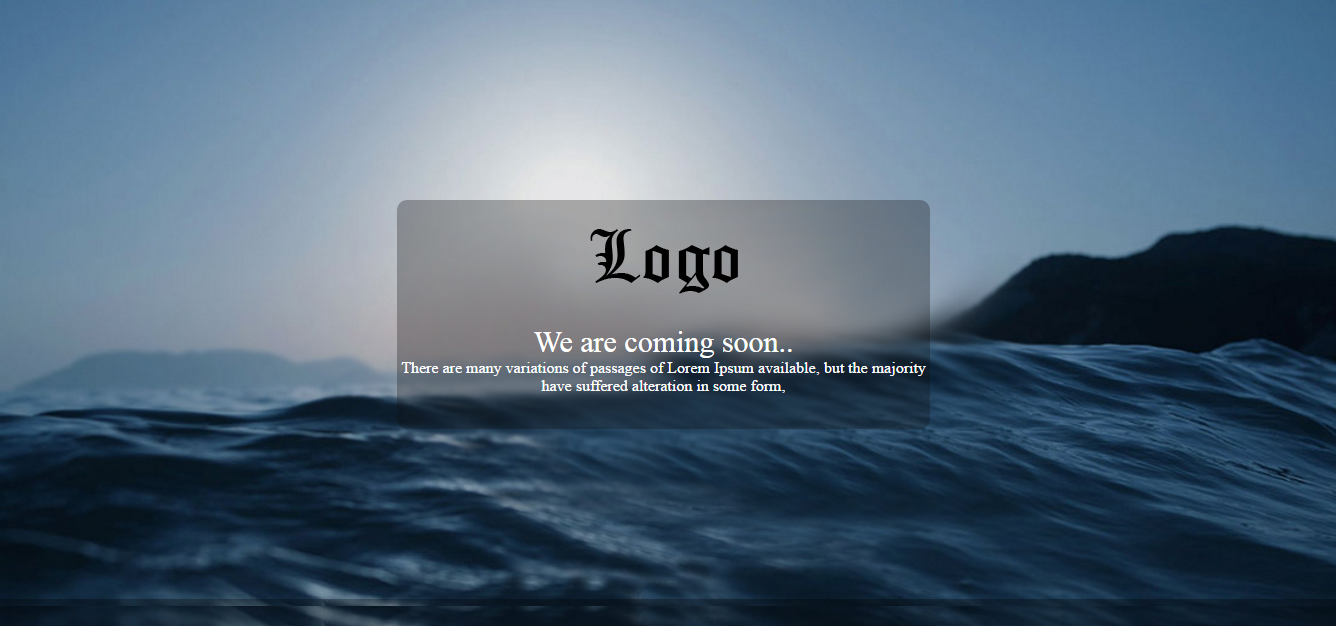 Logo
We are coming soon..
There are many variations of passages of Lorem Ipsum available, but the majority
have suffered alteration in some form,